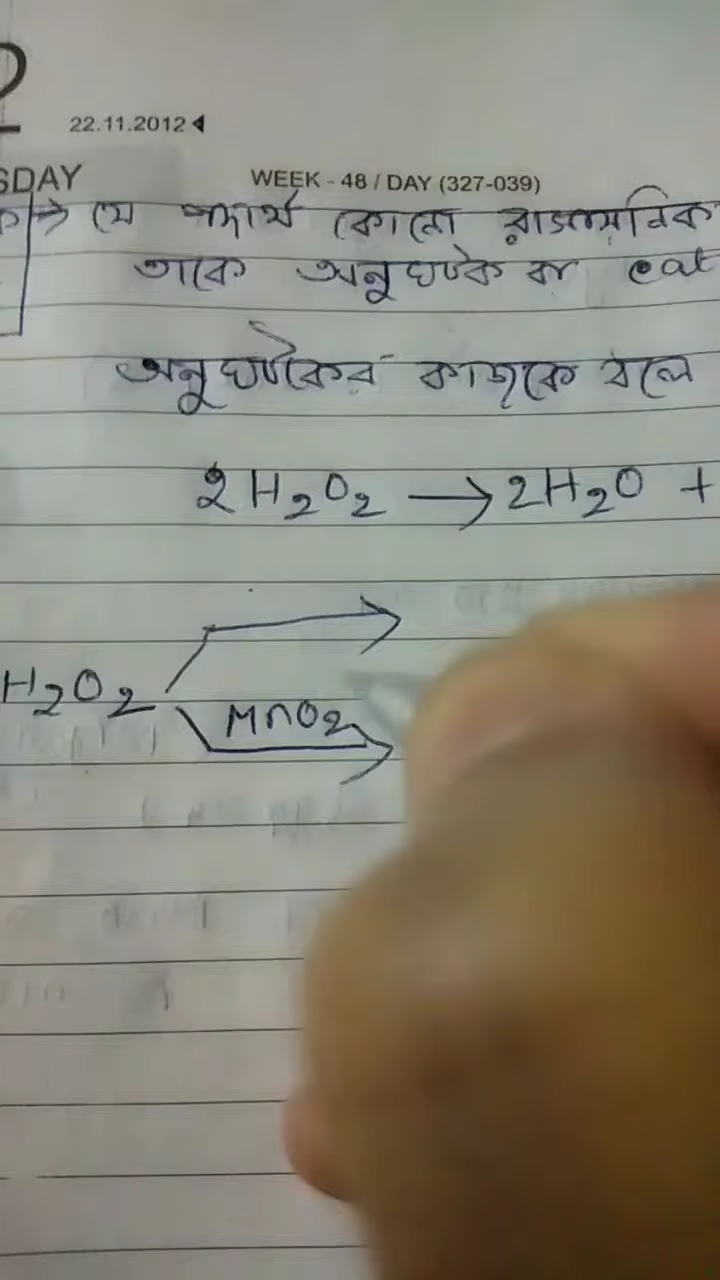 22.11.2012
SDAY WEEK - 48 / DAY (327-039)
যে পদার্থ কোনো রাসায়নিক
তাকে অনুঘটক বা cat
অনুঘটকের কাজকে বলে
2H₂O₂ → 2H₂O +
H₂O₂
MnO₂